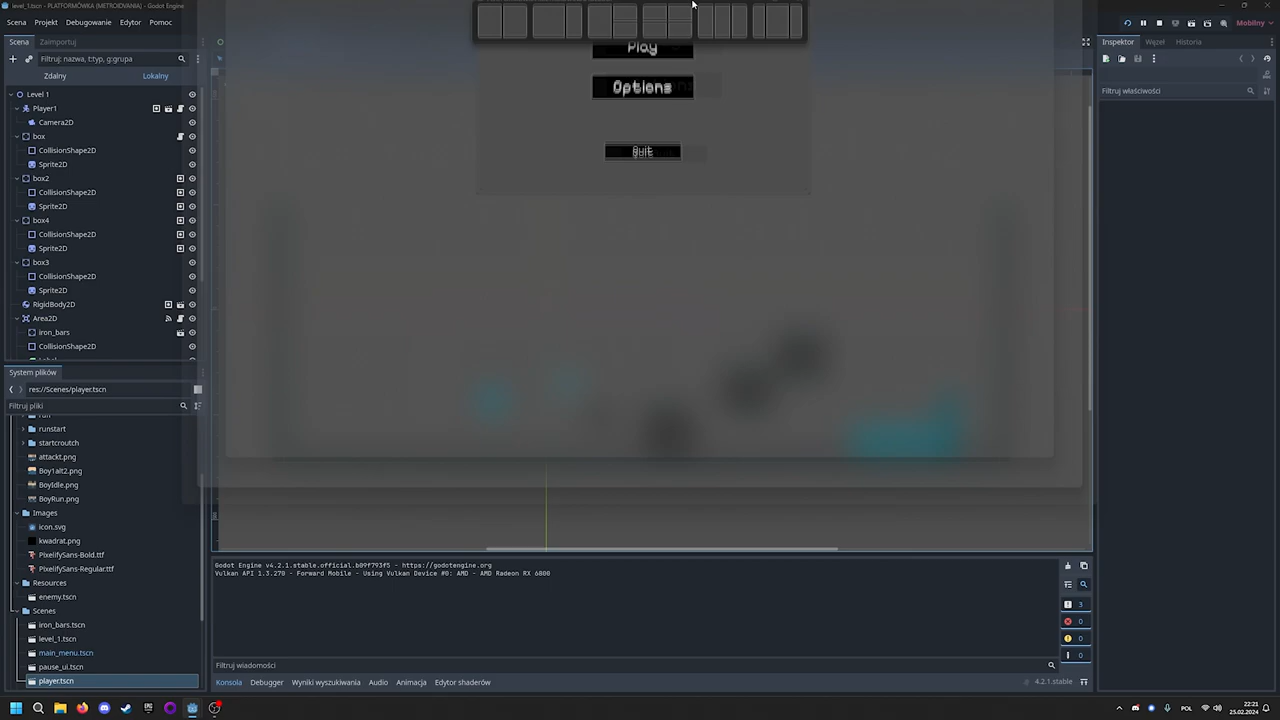 level_1.tscn - PLATFORMÓWKA (METROIDVANIA) - Godot Engine
Scena Projekt Debugowanie Edytor Pomoc
Mobilny
Scena Zaimportuj
Inspektor Węzeł Historia
Filtruj: nazwa, t:typ, g:grupa
Zdalny Lokalny
Filtruj właściwości
Level 1
Player1
Camera2D
box
CollisionShape2D
Sprite2D
box2
CollisionShape2D
Sprite2D
box4
CollisionShape2D
Sprite2D
box3
CollisionShape2D
Sprite2D
RigidBody2D
Area2D
iron_bars
CollisionShape2D
Play
Options
Quit
System plików
res://Scenes/player.tscn
Filtruj pliki
runstart
startcroutch
attackt.png
Boy1alt2.png
BoyIdle.png
BoyRun.png
Images
icon.svg
kwadrat.png
PixelifySans-Bold.ttf
PixelifySans-Regular.ttf
Resources
enemy.tscn
Scenes
iron_bars.tscn
level_1.tscn
main_menu.tscn
pause_ui.tscn
player.tscn
Godot Engine v4.2.1.stable.official.b09f793f5 - https://godotengine.org
Vulkan API 1.3.270 - Forward Mobile - Using Vulkan Device #0: AMD - AMD Radeon RX 6800
3
0
0
0
Filtruj wiadomości
Konsola Debugger Wyniki wyszukiwania Audio Animacja Edytor shaderów
4.2.1.stable
POL
22:21
25.02.2024